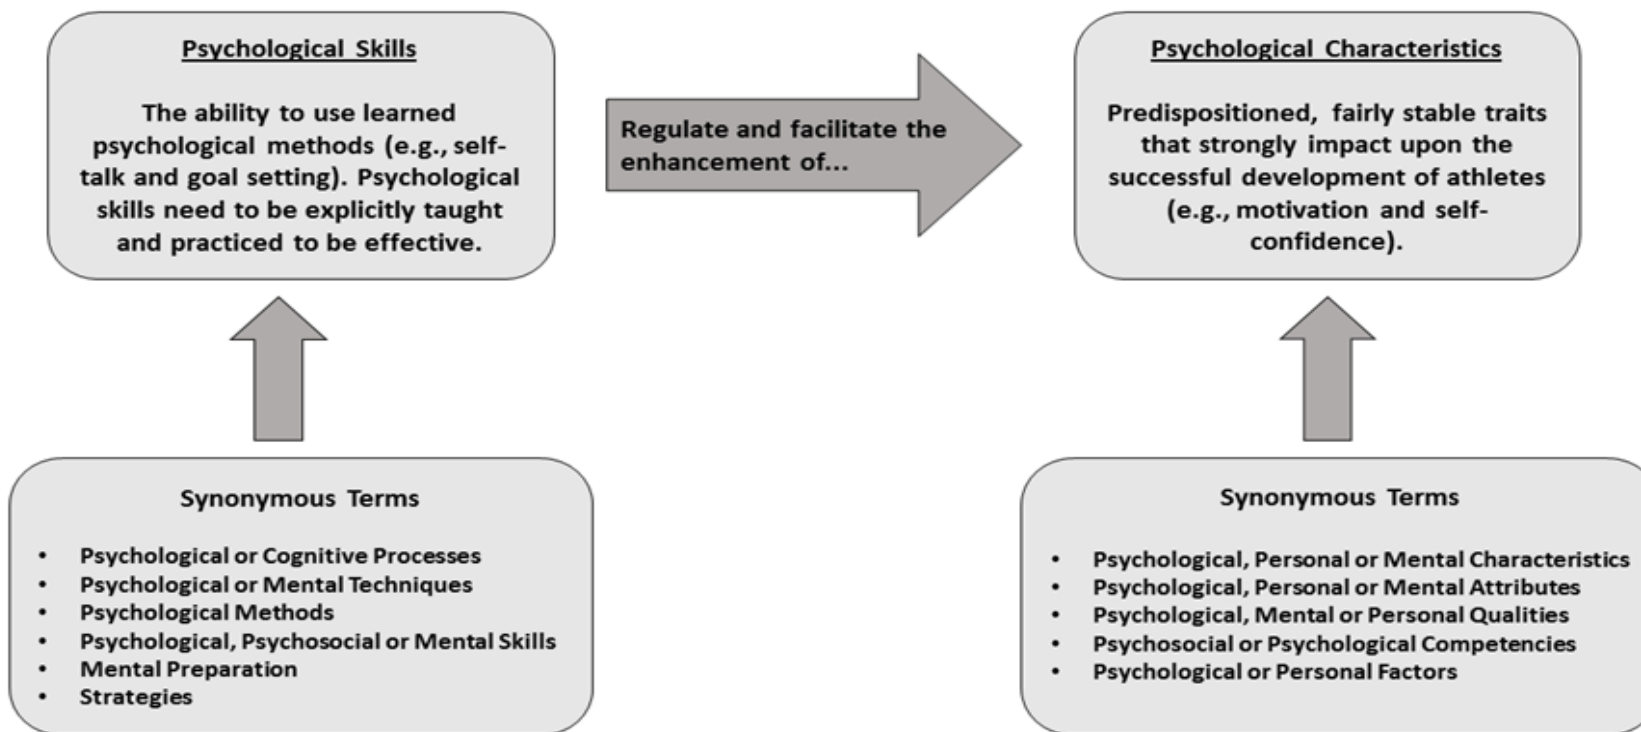 Psychological Skills
The ability to use learned
psychological methods (e.g., self-
talk and goal setting). Psychological
skills need to be explicitly taught
and practiced to be effective.
Regulate and facilitate the
enhancement of...
Psychological Characteristics
Predispositioned, fairly stable traits
that strongly impact upon the
successful development of athletes
(e.g., motivation and self-
confidence).
Synonymous Terms
• Psychological or Cognitive Processes
• Psychological or Mental Techniques
• Psychological Methods
• Psychological, Psychosocial or Mental Skills
• Mental Preparation
• Strategies
Synonymous Terms
• Psychological, Personal or Mental Characteristics
• Psychological, Personal or Mental Attributes
• Psychological, Mental or Personal Qualities
• Psychosocial or Psychological Competencies
• Psychological or Personal Factors